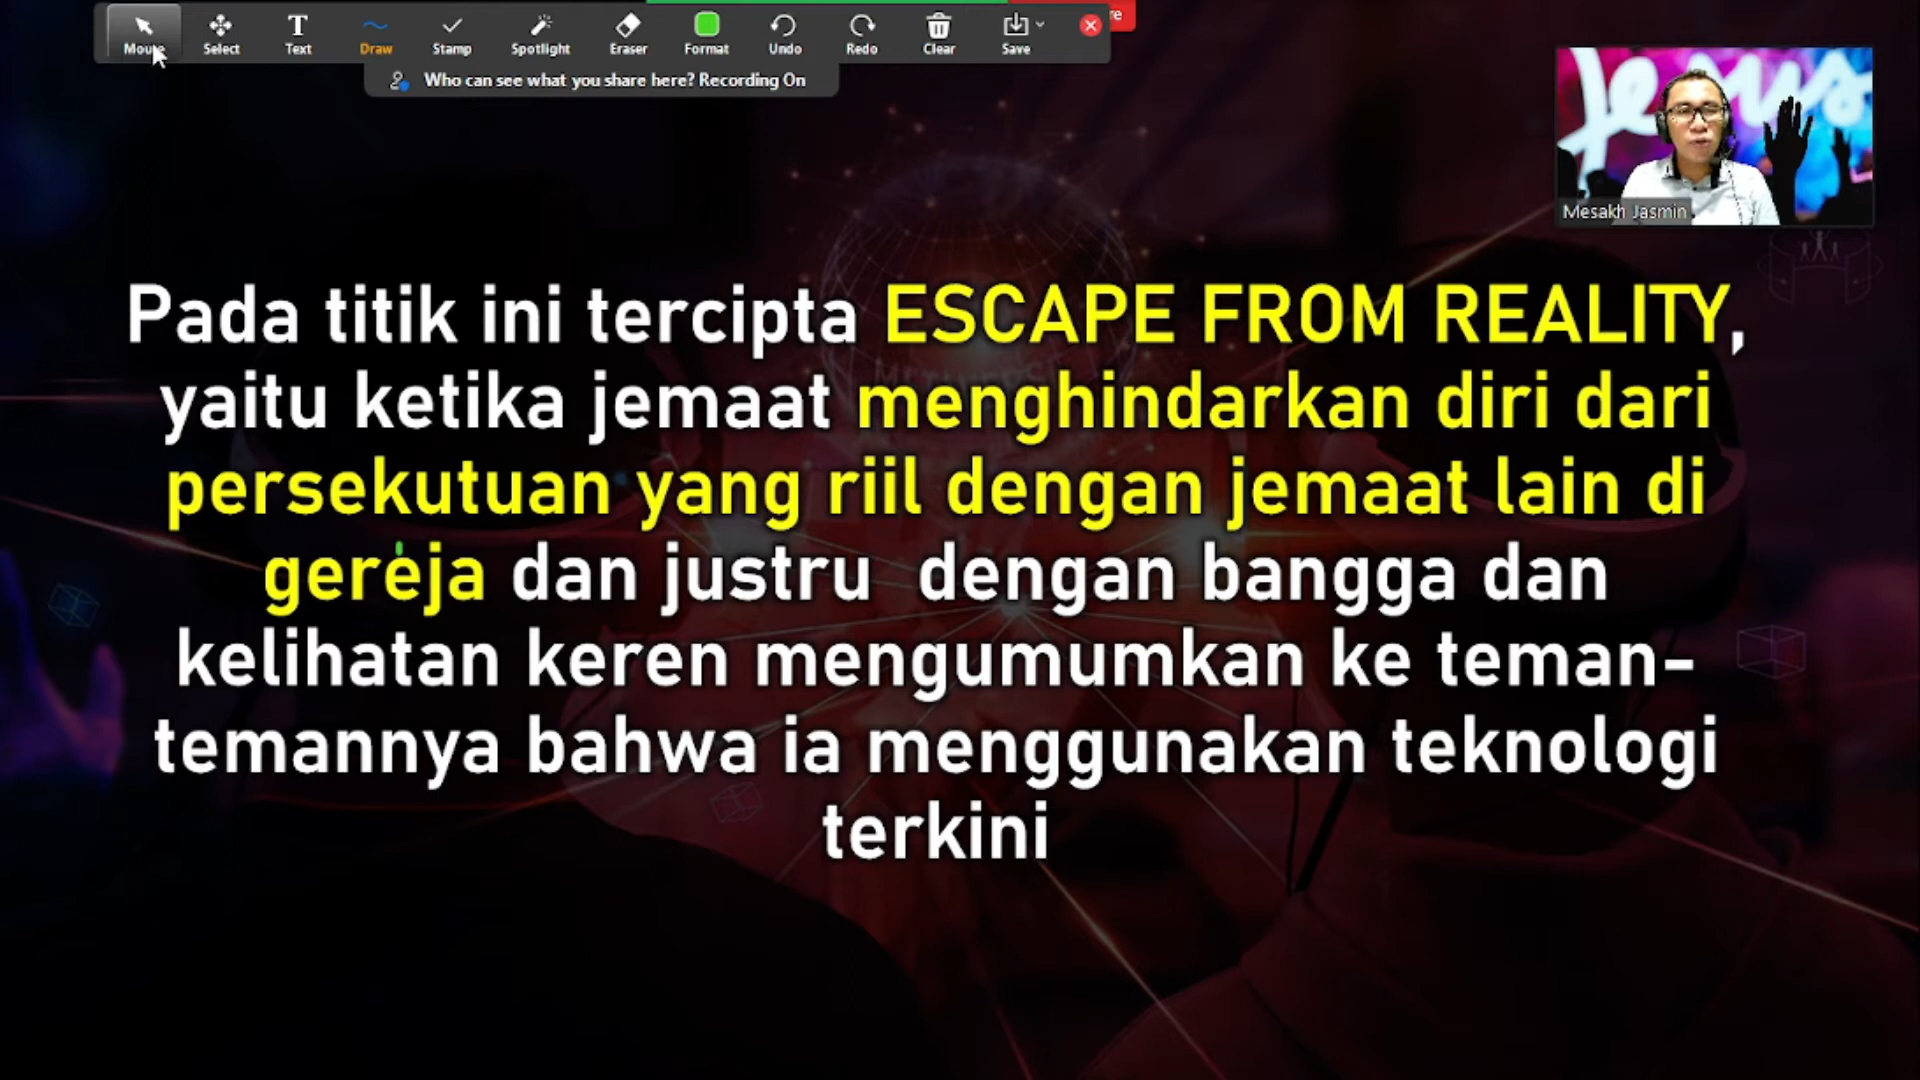 Mouse Select Text Draw Stamp Spotlight Eraser Format Undo Redo Clear Save
Who can see what you share here? Recording On
Jesus
Mesakh Jasmin
Pada titik ini tercipta ESCAPE FROM REALITY,
yaitu ketika jemaat menghindarkan diri dari
persekutuan yang riil dengan jemaat lain di
gereja dan justru dengan bangga dan
kelihatan keren mengumumkan ke teman-
temannya bahwa ia menggunakan teknologi
terkini